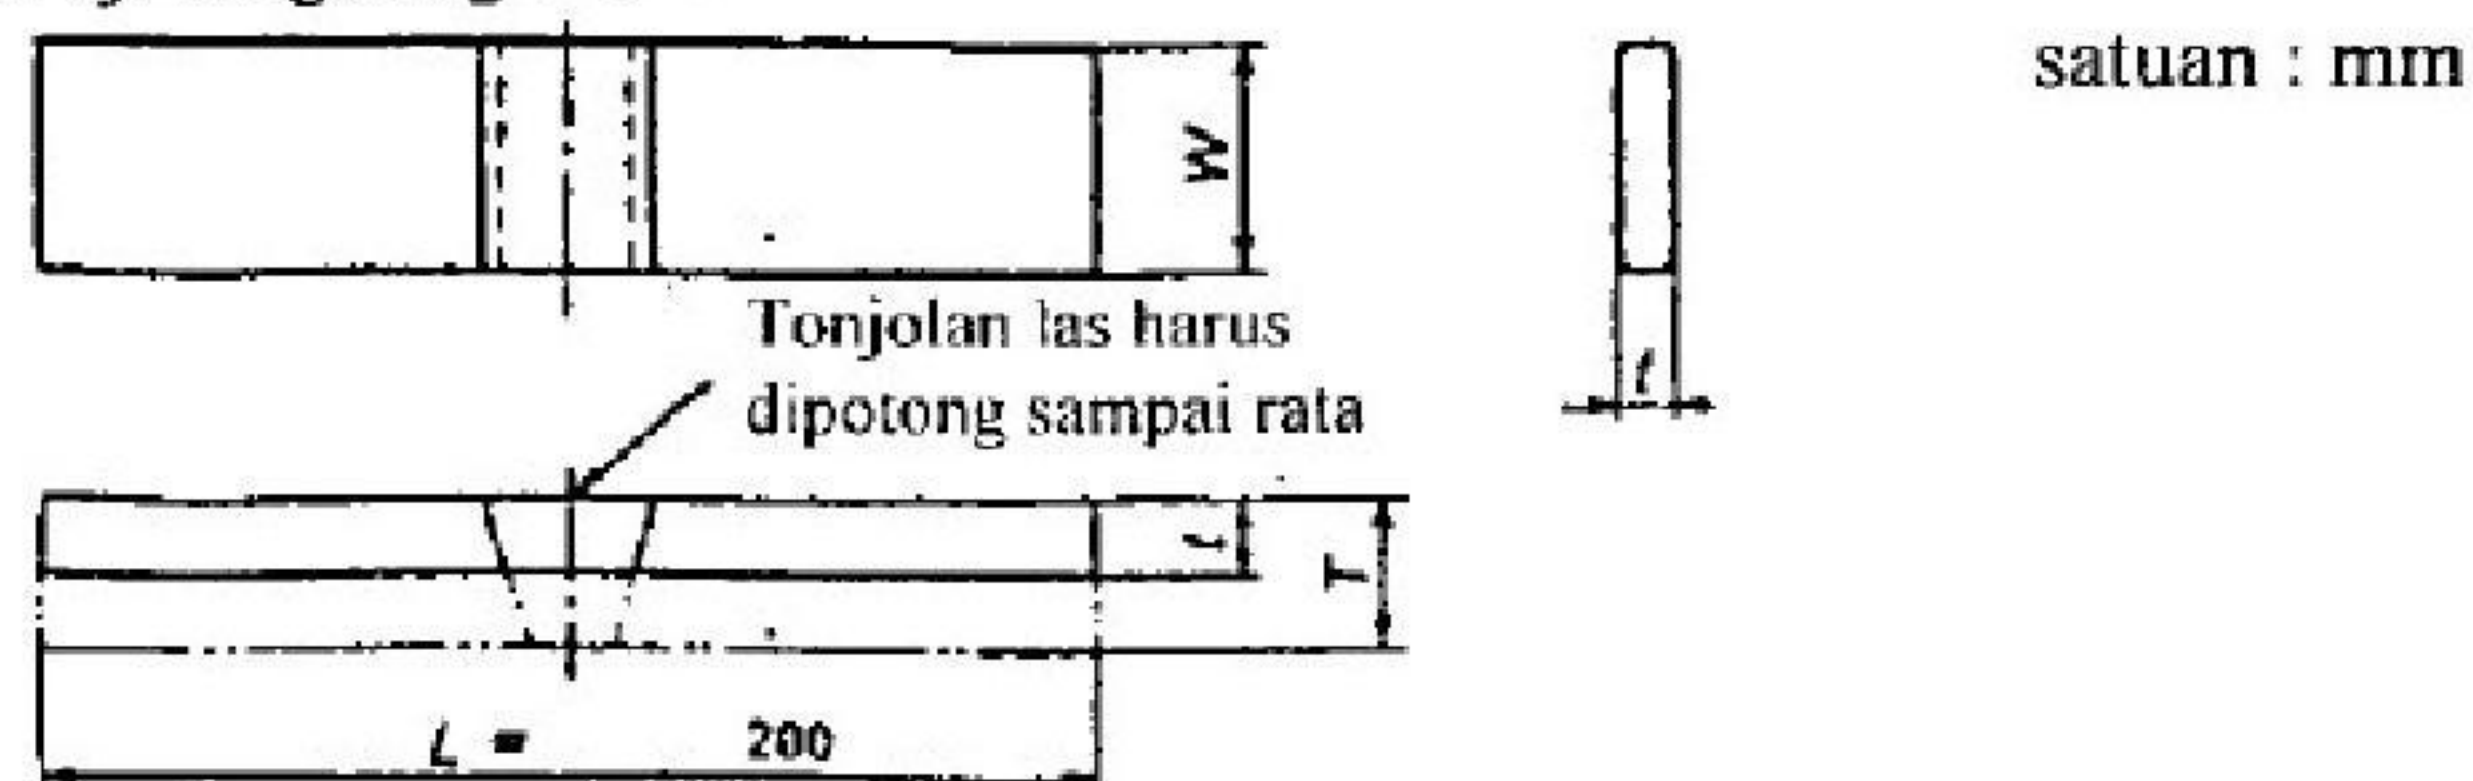 satuan : mm
W
t
Tonjolan las harus
dipotong sampai rata
t
T
L = 200